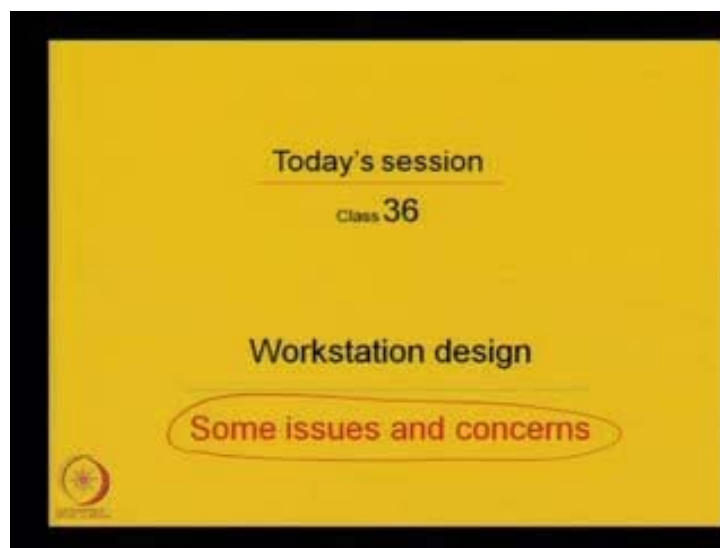 Today's session
Class 36
Workstation design
Some issues and concerns